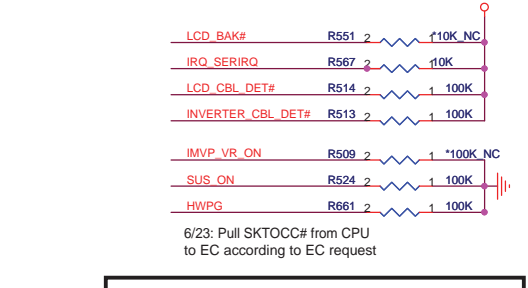 LCD_BAK# R551 2 1 *10K_NC
IRQ_SERIRQ R567 2 1 10K
LCD_CBL_DET# R514 2 1 100K
INVERTER_CBL_DET# R513 2 1 100K
IMVP_VR_ON R509 2 1 *100K_NC
SUS_ON R524 2 1 100K
HWPG R661 2 1 100K
6/23: Pull SKTOCC# from CPU
to EC according to EC request